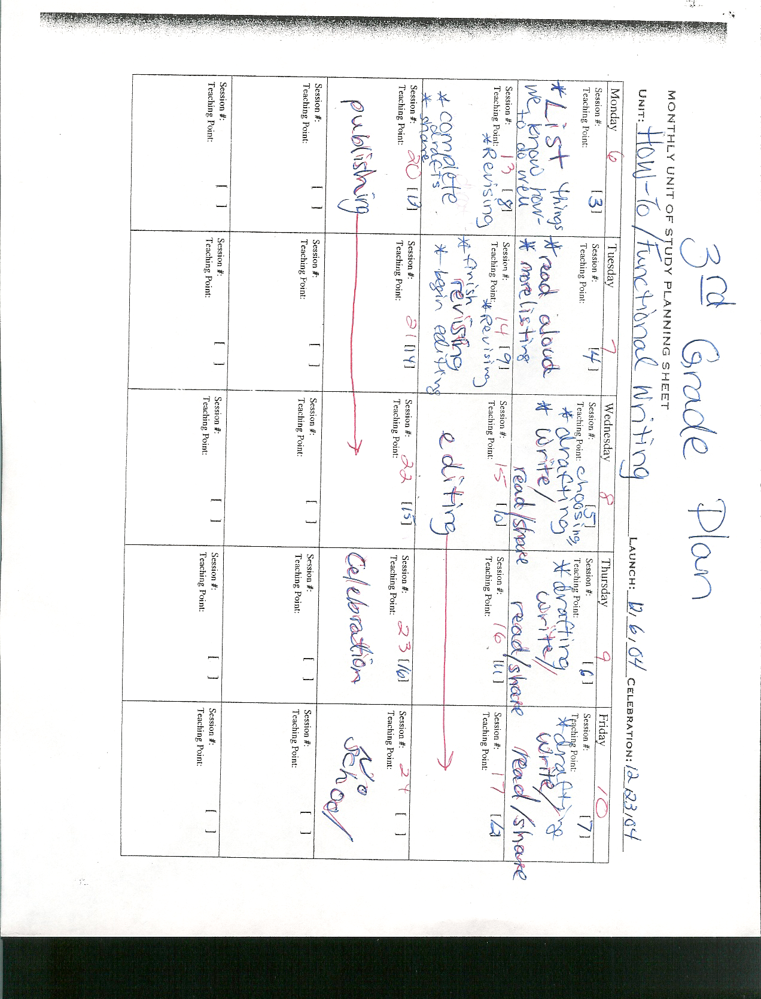 3rd Grade Plan
MONTHLY UNIT OF STUDY PLANNING SHEET
UNIT: How-To / Functional Writing LAUNCH: 12/6/04 CELEBRATION: 12/23/04
Monday 6
Session #: [3]
Teaching Point:
* List things
we know how
to do well
Tuesday 7
Session #: [4]
Teaching Point:
* read aloud
* more listing
Wednesday 8
Session #: [5]
Teaching Point: choosing,
* drafting
* write/
read/share
Thursday 9
Session #: [6]
Teaching Point:
* drafting
write/
read/share
Friday 10
Session #: [7]
Teaching Point:
* drafting
write/
read/share
Session #: 13 [8]
Teaching Point: * Revising
* complete
drafts
* share
Session #: 14 [9]
Teaching Point: * Revising
* finish
revising
* begin editing
Session #: 15 [10]
Teaching Point:
editing
Session #: 16 [11]
Teaching Point:
Session #: 17 [12]
Teaching Point:
Session #: 20 [13]
Teaching Point:
publishing
Session #: 21 [14]
Teaching Point:
Session #: 22 [15]
Teaching Point:
Session #: 23 [16]
Teaching Point:
Celebration
Session #: 24 [ ]
Teaching Point:
No
School
Session #: [ ]
Teaching Point:
Session #: [ ]
Teaching Point:
Session #: [ ]
Teaching Point:
Session #: [ ]
Teaching Point:
Session #: [ ]
Teaching Point:
Session #: [ ]
Teaching Point:
Session #: [ ]
Teaching Point:
Session #: [ ]
Teaching Point:
Session #: [ ]
Teaching Point:
Session #: [ ]
Teaching Point: